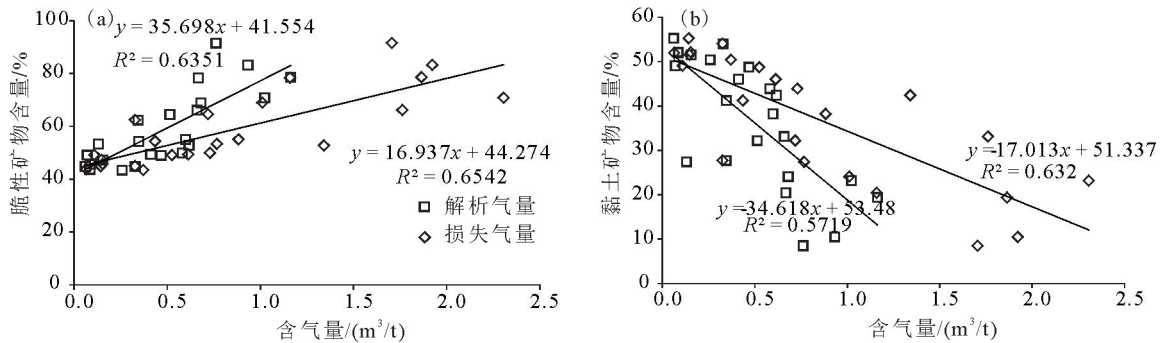 (a)
y = 35.698x + 41.554
R² = 0.6351
y = 16.937x + 44.274
R² = 0.6542
解析气量
损失气量
脆性矿物含量/%
100
80
60
40
20
0
0.0 0.5 1.0 1.5 2.0 2.5
含气量/(m³/t)
(b)
y = -17.013x + 51.337
R² = 0.632
y = -34.618x + 53.48
R² = 0.5719
黏土矿物含量/%
60
50
40
30
20
10
0
0.0 0.5 1.0 1.5 2.0 2.5
含气量/(m³/t)